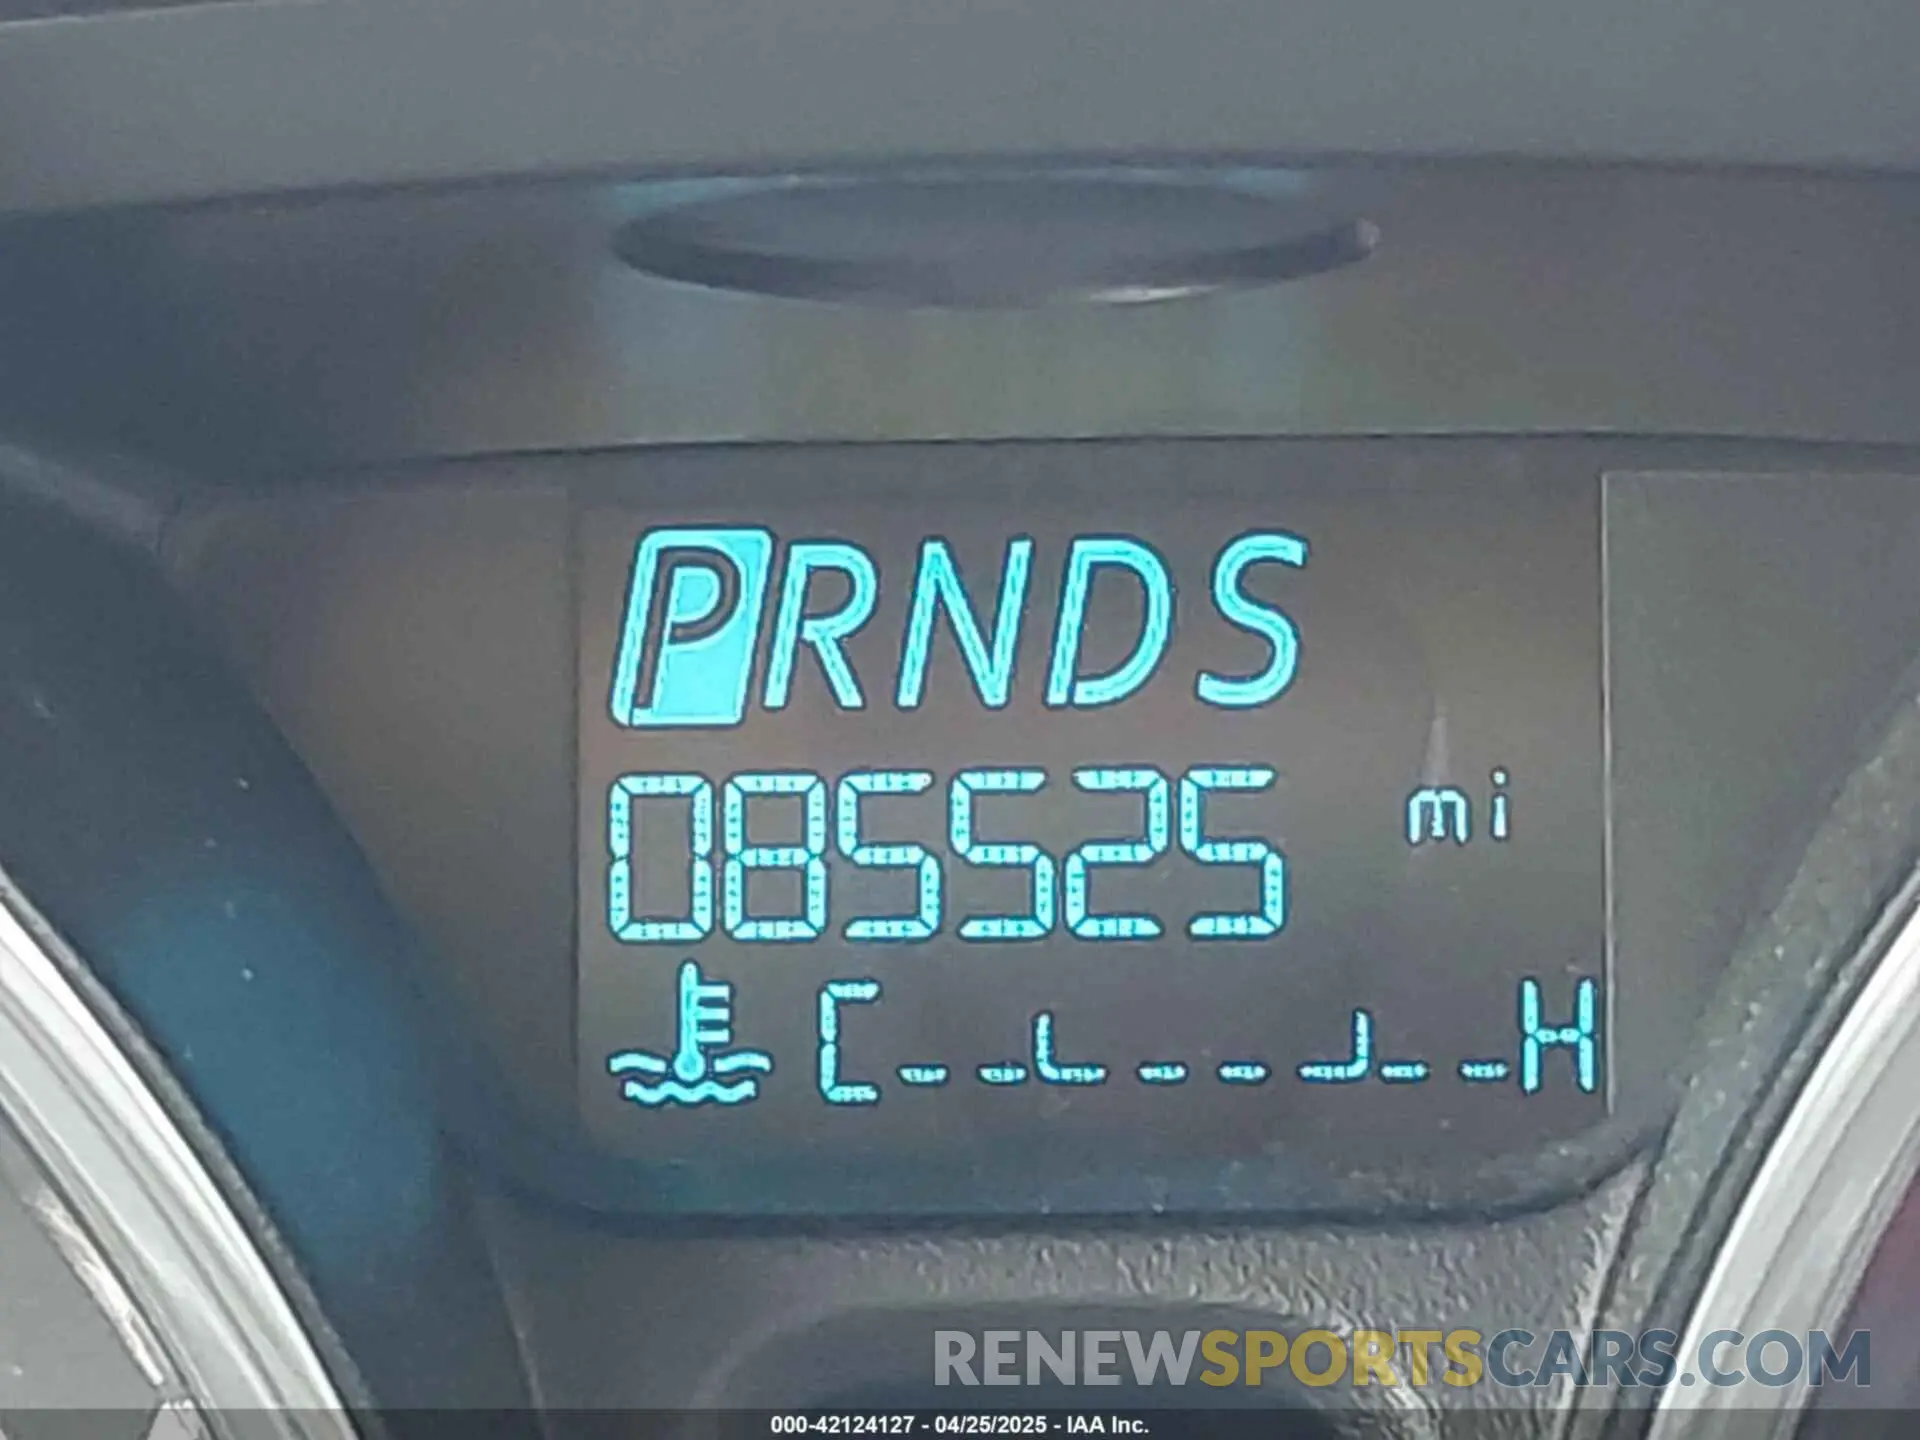 PRNDS
085525 mi
C H
RENEWSPORTSCARS.COM
000-42124127 - 04/25/2025 - IAA Inc.